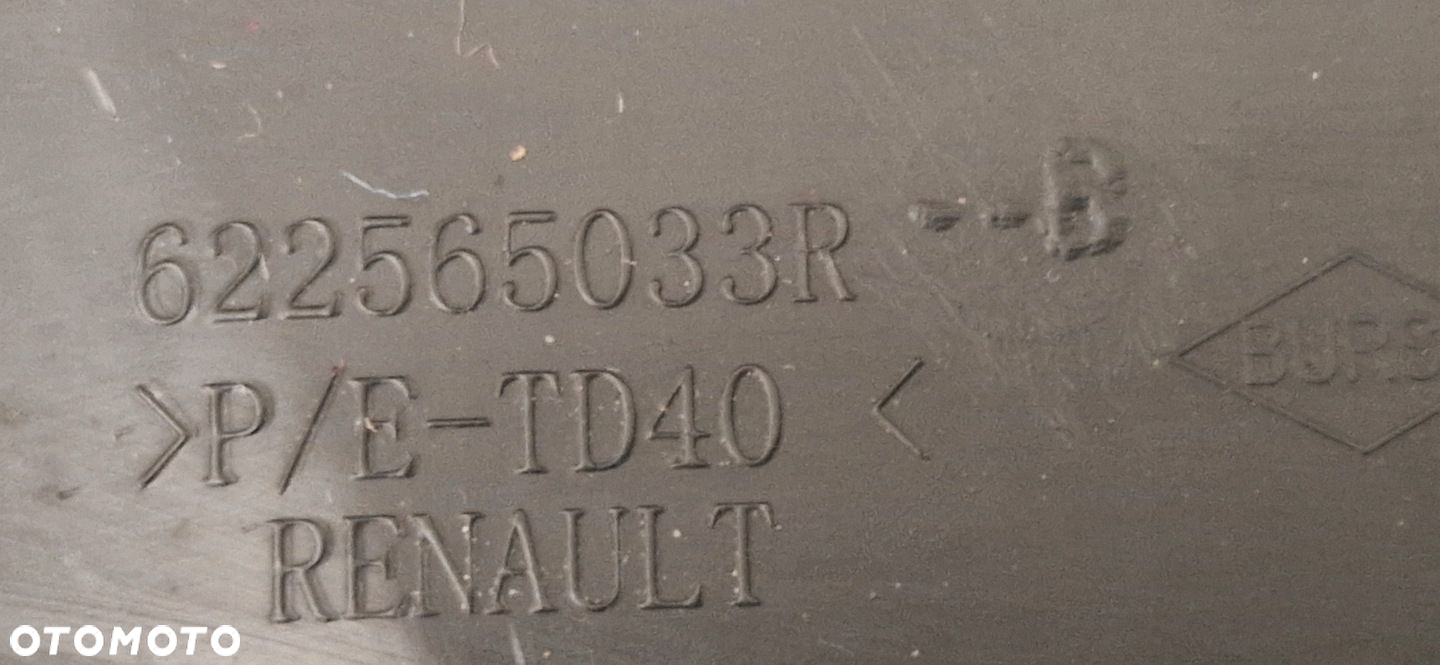 622565033R --B
>P/E-TD40 <
RENAULT
OTOMOTO